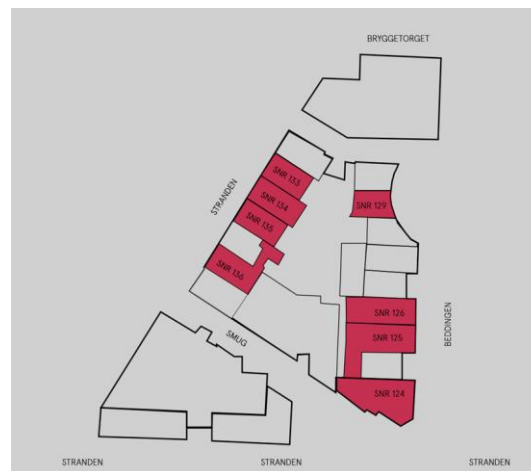 BRYGGETORGET
SNR 133
SNR 134
SNR 135
SNR 136
STRANDEN
SNR 129
SNR 126
SNR 125
SNR 124
BEDDINGEN
SMUG
STRANDEN
STRANDEN
STRANDEN